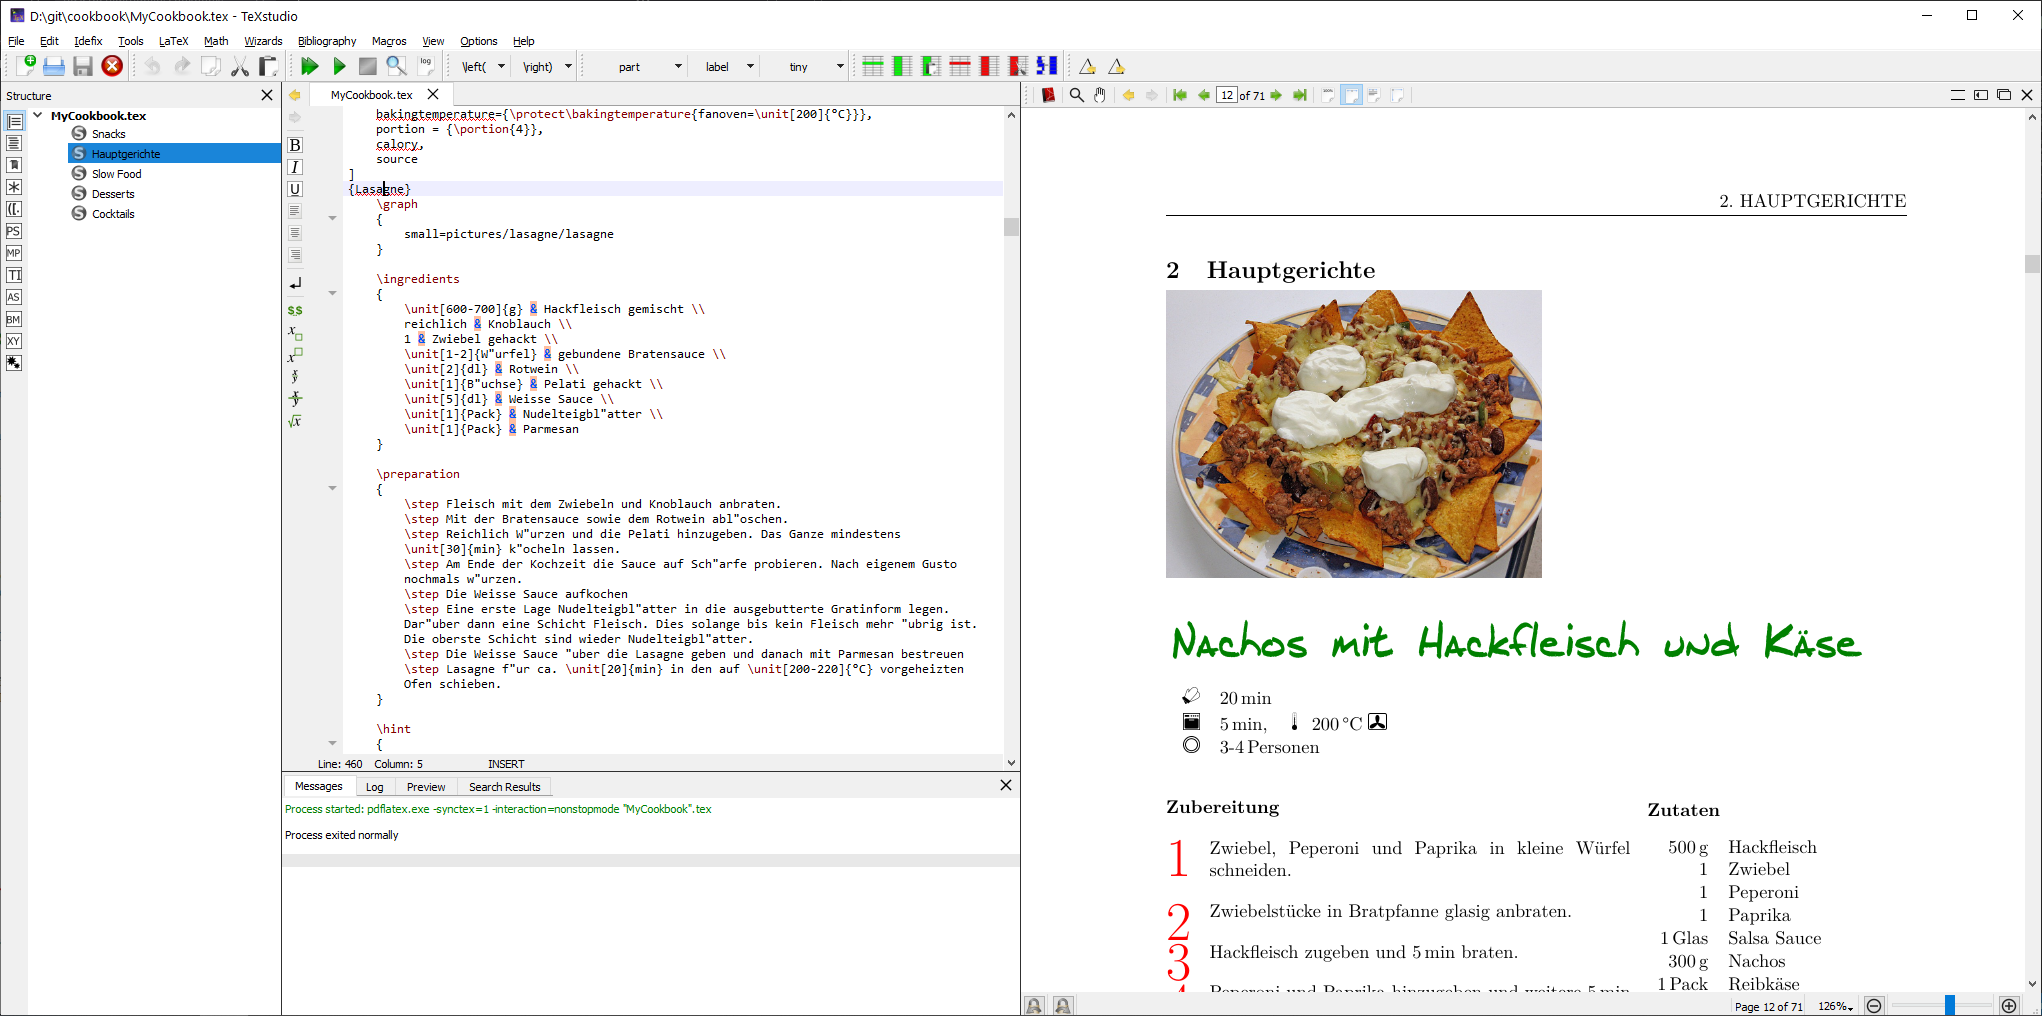 D:\git\cookbook\MyCookbook.tex - TeXstudio
File Edit Idefix Tools LaTeX Math Wizards Bibliography Macros View Options Help
log \left( \right) part label tiny
Structure
MyCookbook.tex
Snacks
Hauptgerichte
Slow Food
Desserts
Cocktails
PS
MP
TI
AS
BM
XY
MyCookbook.tex
B
I
U
$$
bakingtemperature={\protect\bakingtemperature{fanoven=\unit[200]{°C}}},
portion = {\portion{4}},
calory,
source
]
{Lasagne}
\graph
{
small=pictures/lasagne/lasagne
}
\ingredients
{
\unit[600-700]{g} & Hackfleisch gemischt \\
reichlich & Knoblauch \\
1 & Zwiebel gehackt \\
\unit[1-2]{W"urfel} & gebundene Bratensauce \\
\unit[2]{dl} & Rotwein \\
\unit[1]{B"uchse} & Pelati gehackt \\
\unit[5]{dl} & Weisse Sauce \\
\unit[1]{Pack} & Nudelteigbl"atter \\
\unit[1]{Pack} & Parmesan
}
\preparation
{
\step Fleisch mit dem Zwiebeln und Knoblauch anbraten.
\step Mit der Bratensauce sowie dem Rotwein abl"oschen.
\step Reichlich W"urzen und die Pelati hinzugeben. Das Ganze mindestens
\unit[30]{min} k"ocheln lassen.
\step Am Ende der Kochzeit die Sauce auf Sch"arfe probieren. Nach eigenem Gusto
nochmals w"urzen.
\step Die Weisse Sauce aufkochen
\step Eine erste Lage Nudelteigbl"atter in die ausgebutterte Gratinform legen.
Dar"uber dann eine Schicht Fleisch. Dies solange bis kein Fleisch mehr "ubrig ist.
Die oberste Schicht sind wieder Nudelteigbl"atter.
\step Die Weisse Sauce "uber die Lasagne geben und danach mit Parmesan bestreuen
\step Lasagne f"ur ca. \unit[20]{min} in den auf \unit[200-220]{°C} vorgeheizten
Ofen schieben.
}
\hint
{
Line: 460 Column: 5 INSERT
Messages Log Preview Search Results
Process started: pdflatex.exe -synctex=1 -interaction=nonstopmode "MyCookbook".tex
Process exited normally
12 of 71
2. HAUPTGERICHTE
2 Hauptgerichte
Nachos mit Hackfleisch und Käse
20 min
5 min, 200 °C
3-4 Personen
Zubereitung
1 Zwiebel, Peperoni und Paprika in kleine Würfel
schneiden.
2 Zwiebelstücke in Bratpfanne glasig anbraten.
3 Hackfleisch zugeben und 5 min braten.
Peperoni und Paprika hinzugeben und weitere 5 min
Zutaten
500 g Hackfleisch
1 Zwiebel
1 Peperoni
1 Paprika
1 Glas Salsa Sauce
300 g Nachos
1 Pack Reibkäse
Page 12 of 71 126%